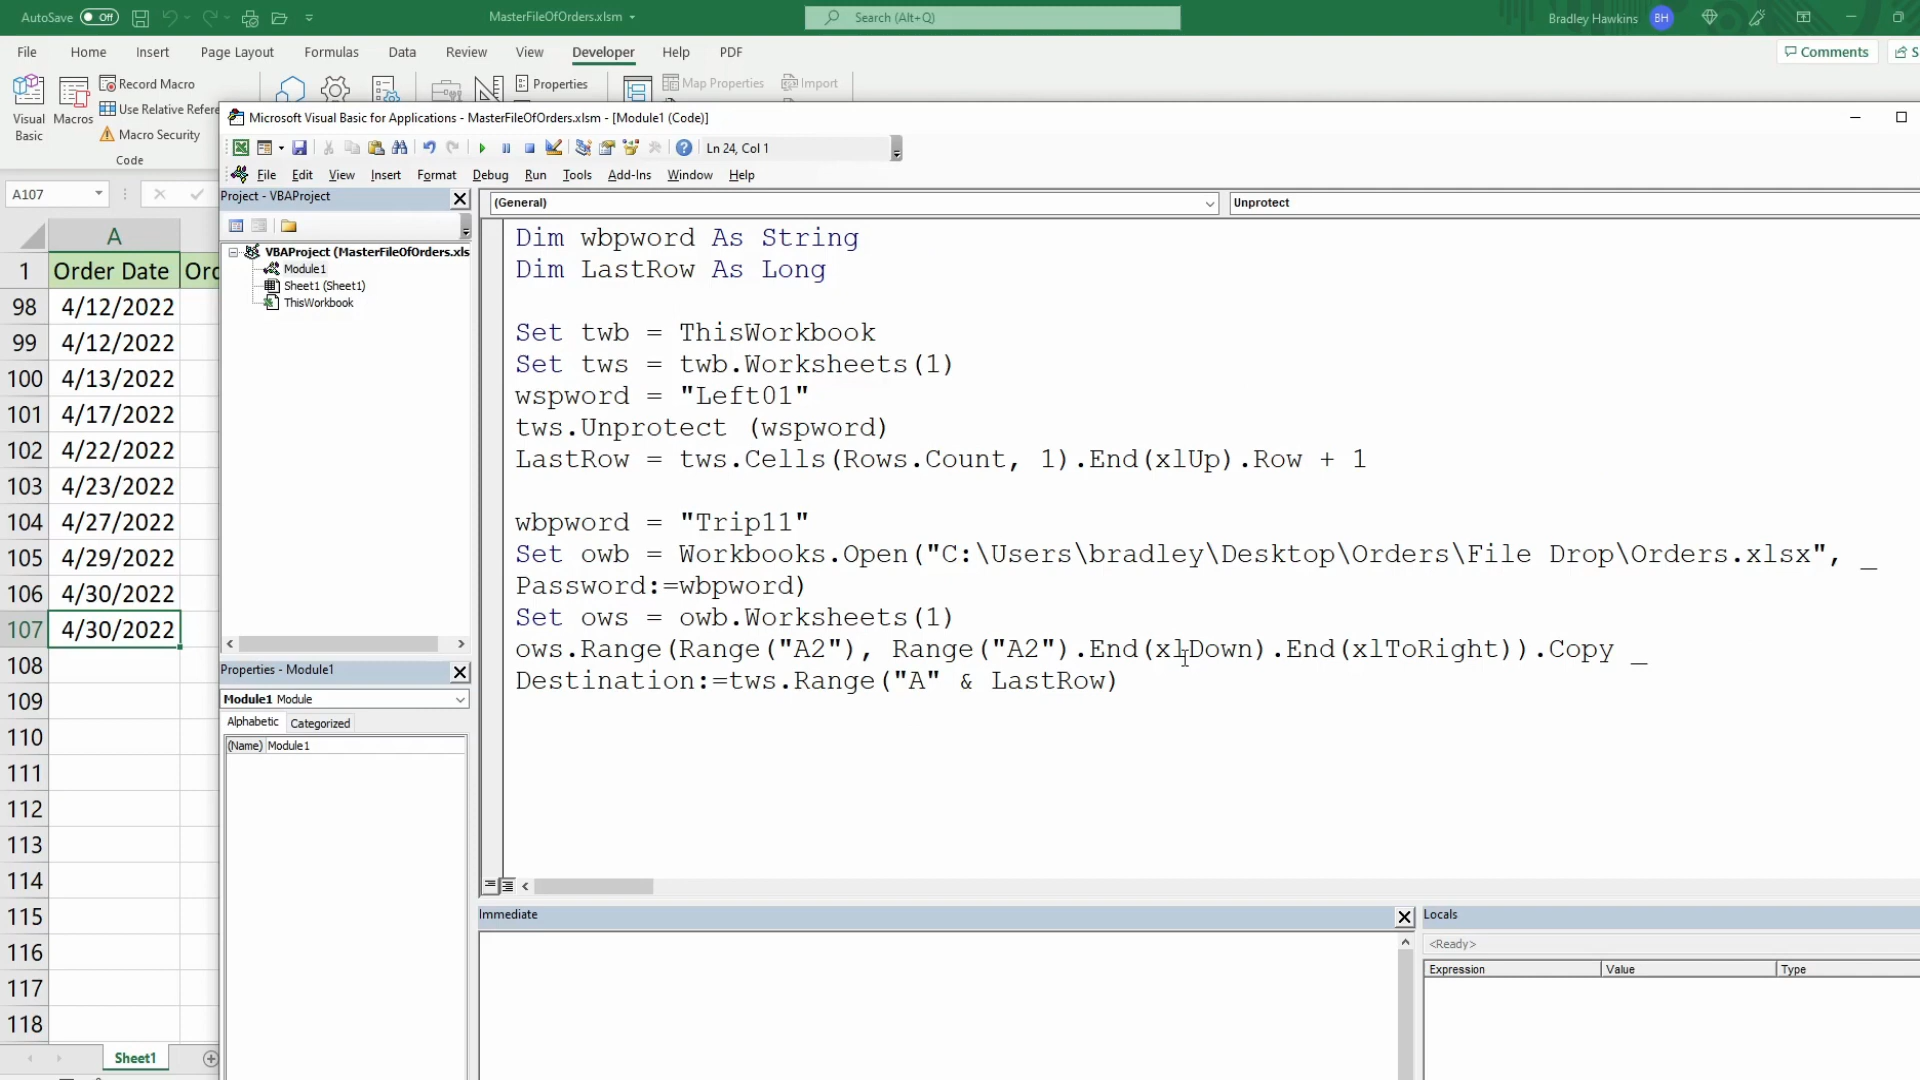 AutoSave Off
MasterFileOfOrders.xlsm
Search (Alt+Q)
Bradley Hawkins BH
File Home Insert Page Layout Formulas Data Review View Developer Help PDF
Comments
S
Visual Basic
Macros
Record Macro
Use Relative Refere
Macro Security
Code
Properties
Map Properties
Import
Microsoft Visual Basic for Applications - MasterFileOfOrders.xlsm - [Module1 (Code)]
Ln 24, Col 1
File Edit View Insert Format Debug Run Tools Add-Ins Window Help
A107
Project - VBAProject
VBAProject (MasterFileOfOrders.xls
Module1
Sheet1 (Sheet1)
ThisWorkbook
Properties - Module1
Module1 Module
Alphabetic Categorized
(Name) Module1
A
1 Order Date Orc
98 4/12/2022
99 4/12/2022
100 4/13/2022
101 4/17/2022
102 4/22/2022
103 4/23/2022
104 4/27/2022
105 4/29/2022
106 4/30/2022
107 4/30/2022
108
109
110
111
112
113
114
115
116
117
118
Sheet1
(General) Unprotect
Dim wbpword As String
Dim LastRow As Long
Set twb = ThisWorkbook
Set tws = twb.Worksheets(1)
wspword = "Left01"
tws.Unprotect (wspword)
LastRow = tws.Cells(Rows.Count, 1).End(xlUp).Row + 1
wbpword = "Trip11"
Set owb = Workbooks.Open("C:\Users\bradley\Desktop\Orders\File Drop\Orders.xlsx", _
Password:=wbpword)
Set ows = owb.Worksheets(1)
ows.Range(Range("A2"), Range("A2").End(xlDown).End(xlToRight)).Copy _
Destination:=tws.Range("A" & LastRow)
Immediate
Locals
<Ready>
Expression Value Type